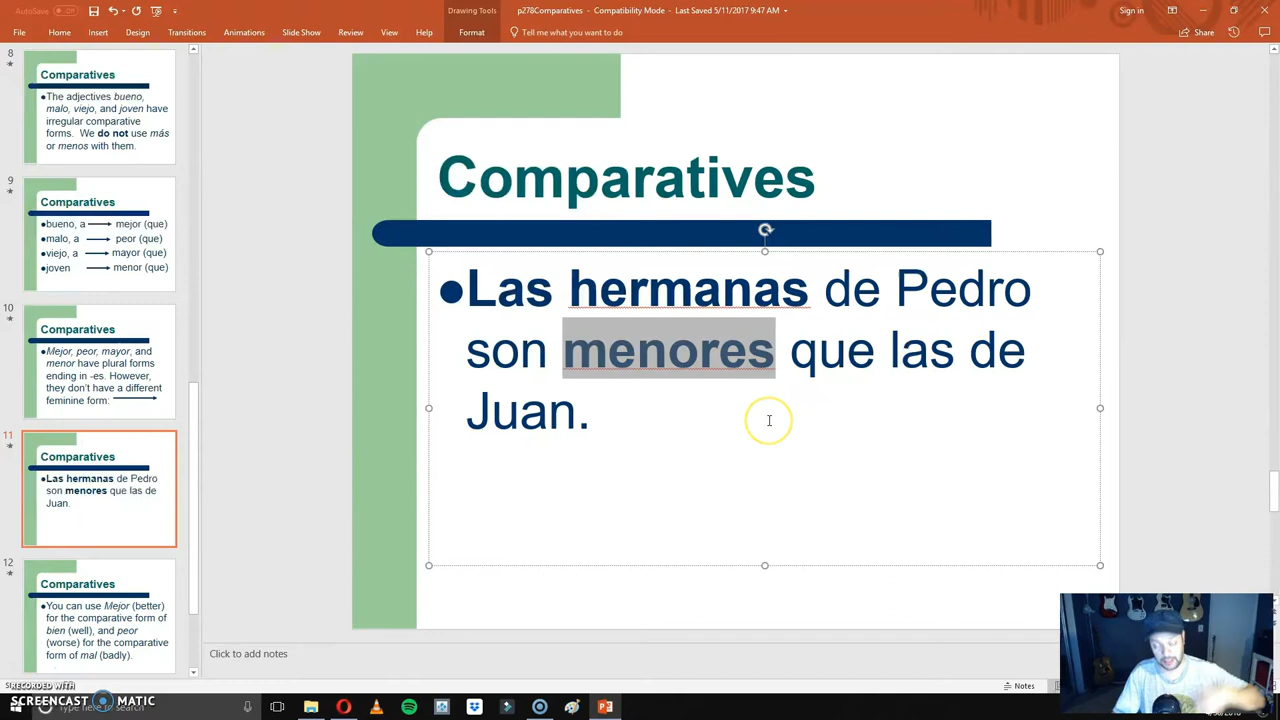 AutoSave
Off
Drawing Tools
p278Comparatives - Compatibility Mode - Last Saved 5/11/2017 9:47 AM
Sign in
File
Home
Insert
Design
Transitions
Animations
Slide Show
Review
View
Help
Format
Tell me what you want to do
Share
8
Comparatives
●The adjectives bueno,
malo, viejo, and joven have
irregular comparative
forms. We do not use más
or menos with them.
9
Comparatives
●bueno, a → mejor (que)
●malo, a → peor (que)
●viejo, a → mayor (que)
●joven → menor (que)
10
Comparatives
●Mejor, peor, mayor, and
menor have plural forms
ending in -es. However,
they don't have a different
feminine form:
11
Comparatives
●Las hermanas de Pedro
son menores que las de
Juan.
12
Comparatives
●You can use Mejor (better)
for the comparative form of
bien (well), and peor
(worse) for the comparative
form of mal (badly).
Comparatives
●Las hermanas de Pedro
son menores que las de
Juan.
Click to add notes
Notes
RECORDED WITH
SCREENCAST MATIC